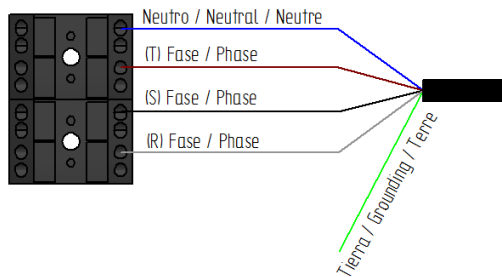 Neutro / Neutral / Neutre
(T) Fase / Phase
(S) Fase / Phase
(R) Fase / Phase
Tierra / Grounding / Terre